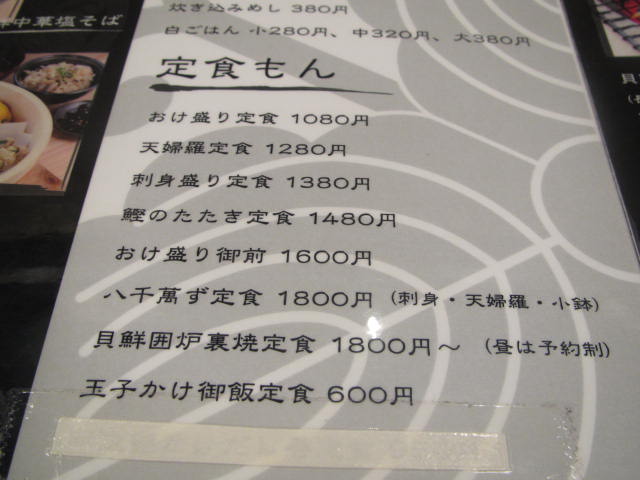 中華塩そば
炊き込みめし 380円
白ごはん 小280円、中320円、大380円
定食もん
おけ盛り定食 1080円
天婦羅定食 1280円
刺身盛り定食 1380円
鰹のたたき定食 1480円
おけ盛り御前 1600円
八千萬ず定食 1800円 (刺身・天婦羅・小鉢)
貝鮮囲炉裏焼定食 1800円〜 (昼は予約制)
玉子かけ御飯定食 600円